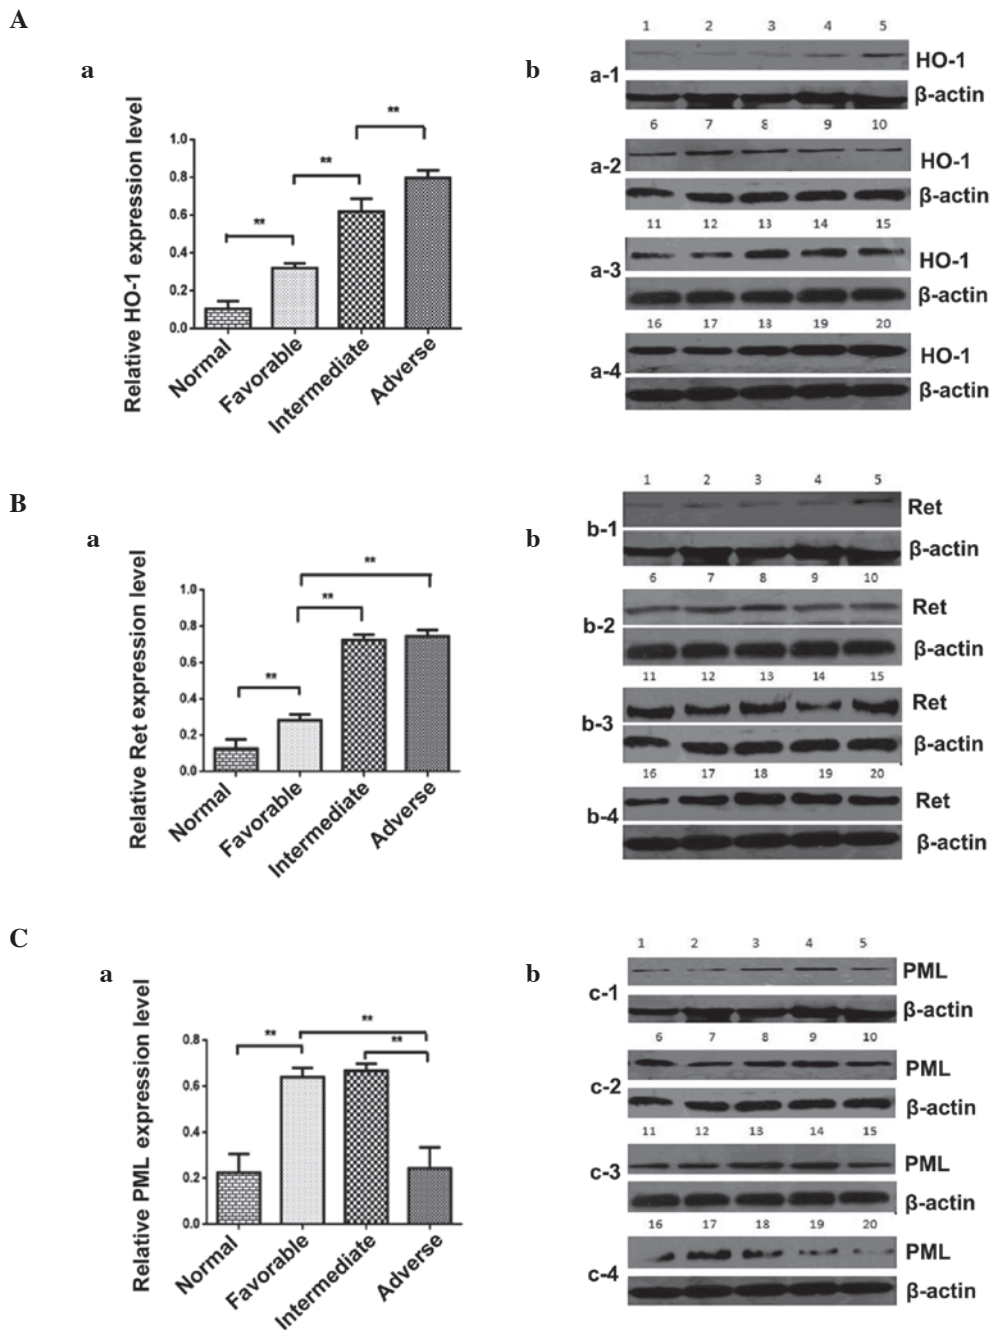 A
a
Relative HO-1 expression level
1.0
0.8
0.6
0.4
0.2
0.0
**
**
**
Normal
Favorable
Intermediate
Adverse
b
1 2 3 4 5
a-1
HO-1
β-actin
6 7 8 9 10
a-2
HO-1
β-actin
11 12 13 14 15
a-3
HO-1
β-actin
16 17 18 19 20
a-4
HO-1
β-actin
B
a
Relative Ret expression level
1.0
0.8
0.6
0.4
0.2
0.0
**
**
**
Normal
Favorable
Intermediate
Adverse
b
1 2 3 4 5
b-1
Ret
β-actin
6 7 8 9 10
b-2
Ret
β-actin
11 12 13 14 15
b-3
Ret
β-actin
16 17 18 19 20
b-4
Ret
β-actin
C
a
Relative PML expression level
0.8
0.6
0.4
0.2
0.0
**
**
**
Normal
Favorable
Intermediate
Adverse
b
1 2 3 4 5
c-1
PML
β-actin
6 7 8 9 10
c-2
PML
β-actin
11 12 13 14 15
c-3
PML
β-actin
16 17 18 19 20
c-4
PML
β-actin